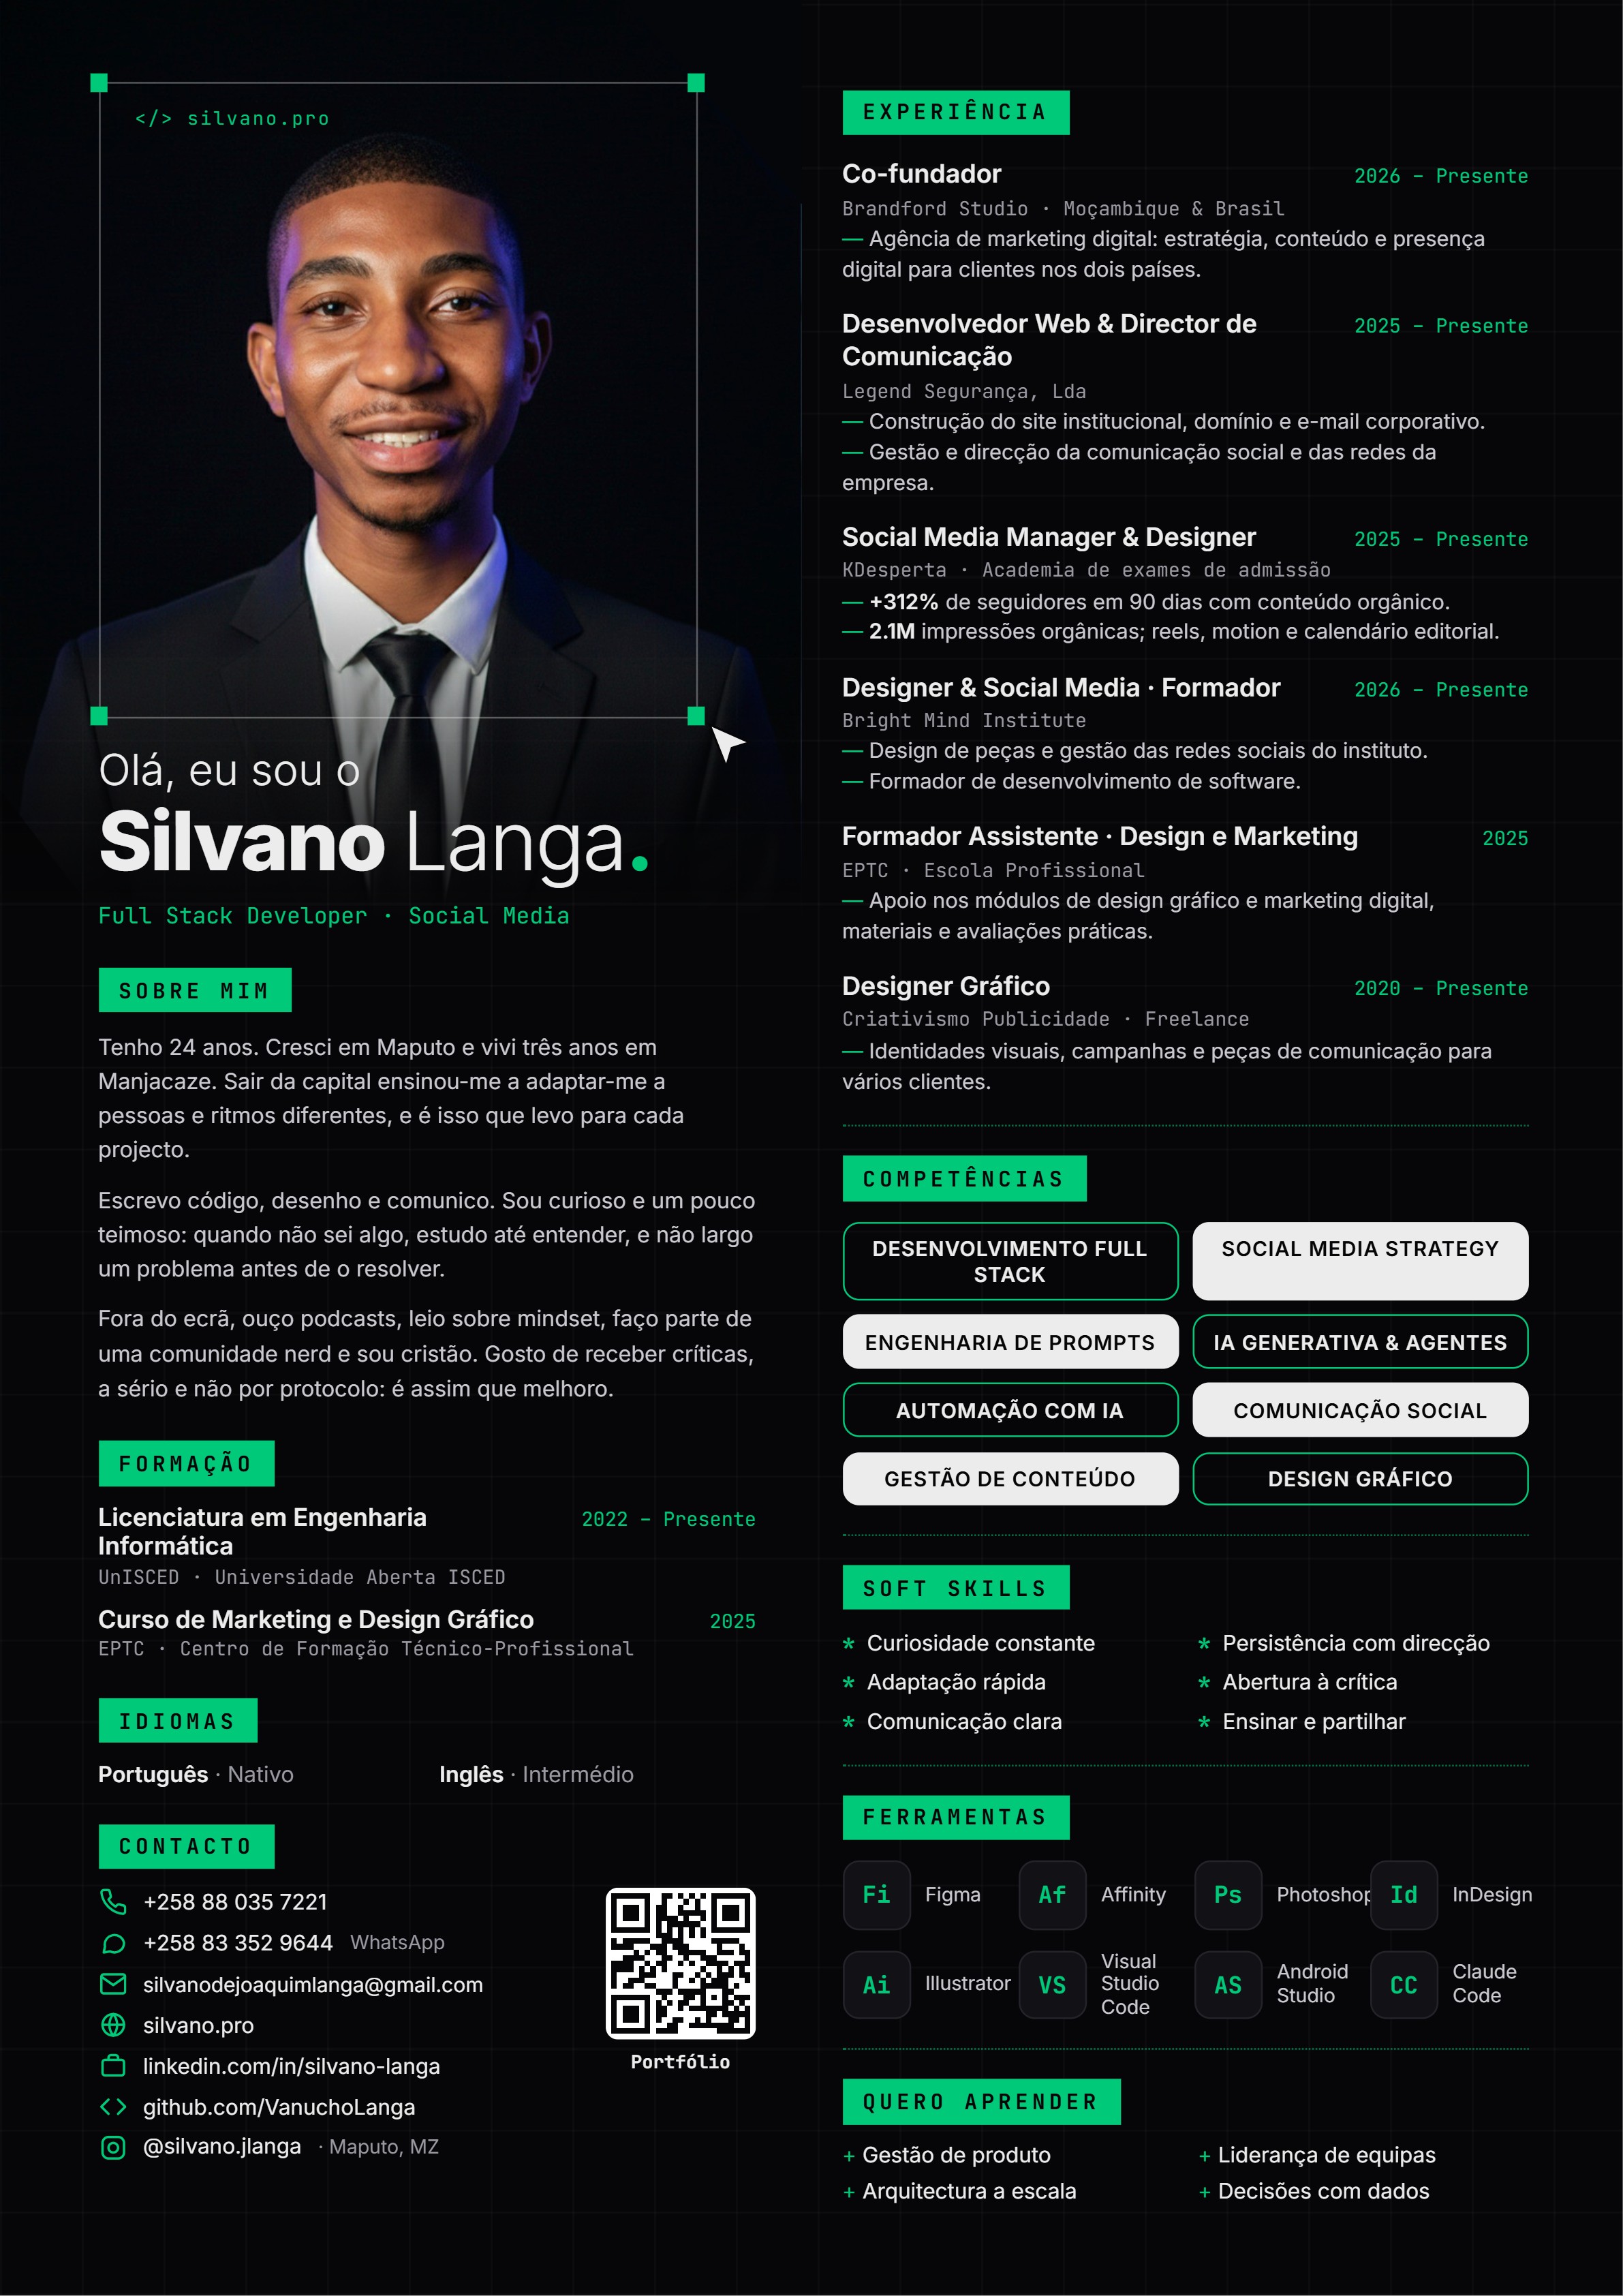 </> silvano.pro
Olá, eu sou o
Silvano Langa.
Full Stack Developer · Social Media
SOBRE MIM
Tenho 24 anos. Cresci em Maputo e vivi três anos em
Manjacaze. Sair da capital ensinou-me a adaptar-me a
pessoas e ritmos diferentes, e é isso que levo para cada
projecto.
Escrevo código, desenho e comunico. Sou curioso e um pouco
teimoso: quando não sei algo, estudo até entender, e não largo
um problema antes de o resolver.
Fora do ecrã, ouço podcasts, leio sobre mindset, faço parte de
uma comunidade nerd e sou cristão. Gosto de receber críticas,
a sério e não por protocolo: é assim que melhoro.
FORMAÇÃO
Licenciatura em Engenharia 2022 – Presente
Informática
UnISCED · Universidade Aberta ISCED
Curso de Marketing e Design Gráfico 2025
EPTC · Centro de Formação Técnico-Profissional
IDIOMAS
Português · Nativo Inglês · Intermédio
CONTACTO
+258 88 035 7221
+258 83 352 9644 WhatsApp
silvanodejoaquimlanga@gmail.com
silvano.pro
linkedin.com/in/silvano-langa
github.com/VanuchoLanga
@silvano.jlanga · Maputo, MZ
Portfólio
EXPERIÊNCIA
Co-fundador 2026 – Presente
Brandford Studio · Moçambique & Brasil
— Agência de marketing digital: estratégia, conteúdo e presença
digital para clientes nos dois países.
Desenvolvedor Web & Director de 2025 – Presente
Comunicação
Legend Segurança, Lda
— Construção do site institucional, domínio e e-mail corporativo.
— Gestão e direcção da comunicação social e das redes da
empresa.
Social Media Manager & Designer 2025 – Presente
KDesperta · Academia de exames de admissão
— +312% de seguidores em 90 dias com conteúdo orgânico.
— 2.1M impressões orgânicas; reels, motion e calendário editorial.
Designer & Social Media · Formador 2026 – Presente
Bright Mind Institute
— Design de peças e gestão das redes sociais do instituto.
— Formador de desenvolvimento de software.
Formador Assistente · Design e Marketing 2025
EPTC · Escola Profissional
— Apoio nos módulos de design gráfico e marketing digital,
materiais e avaliações práticas.
Designer Gráfico 2020 – Presente
Criativismo Publicidade · Freelance
— Identidades visuais, campanhas e peças de comunicação para
vários clientes.
COMPETÊNCIAS
DESENVOLVIMENTO FULL
STACK
SOCIAL MEDIA STRATEGY
ENGENHARIA DE PROMPTS
IA GENERATIVA & AGENTES
AUTOMAÇÃO COM IA
COMUNICAÇÃO SOCIAL
GESTÃO DE CONTEÚDO
DESIGN GRÁFICO
SOFT SKILLS
* Curiosidade constante
* Persistência com direcção
* Adaptação rápida
* Abertura à crítica
* Comunicação clara
* Ensinar e partilhar
FERRAMENTAS
Fi Figma
Af Affinity
Ps Photoshop
Id InDesign
Ai Illustrator
VS Visual
Studio
Code
AS Android
Studio
CC Claude
Code
QUERO APRENDER
+ Gestão de produto
+ Liderança de equipas
+ Arquitectura a escala
+ Decisões com dados